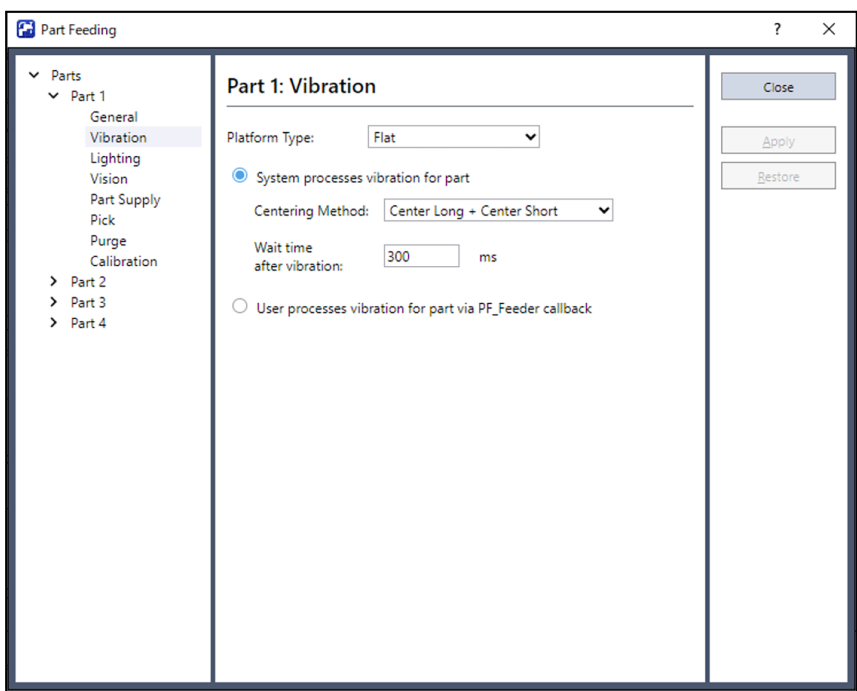 Part Feeding
?
Parts
Part 1
General
Vibration
Lighting
Vision
Part Supply
Pick
Purge
Calibration
Part 2
Part 3
Part 4
Part 1: Vibration
Platform Type: Flat
System processes vibration for part
Centering Method: Center Long + Center Short
Wait time
after vibration: 300 ms
User processes vibration for part via PF_Feeder callback
Close
Apply
Restore